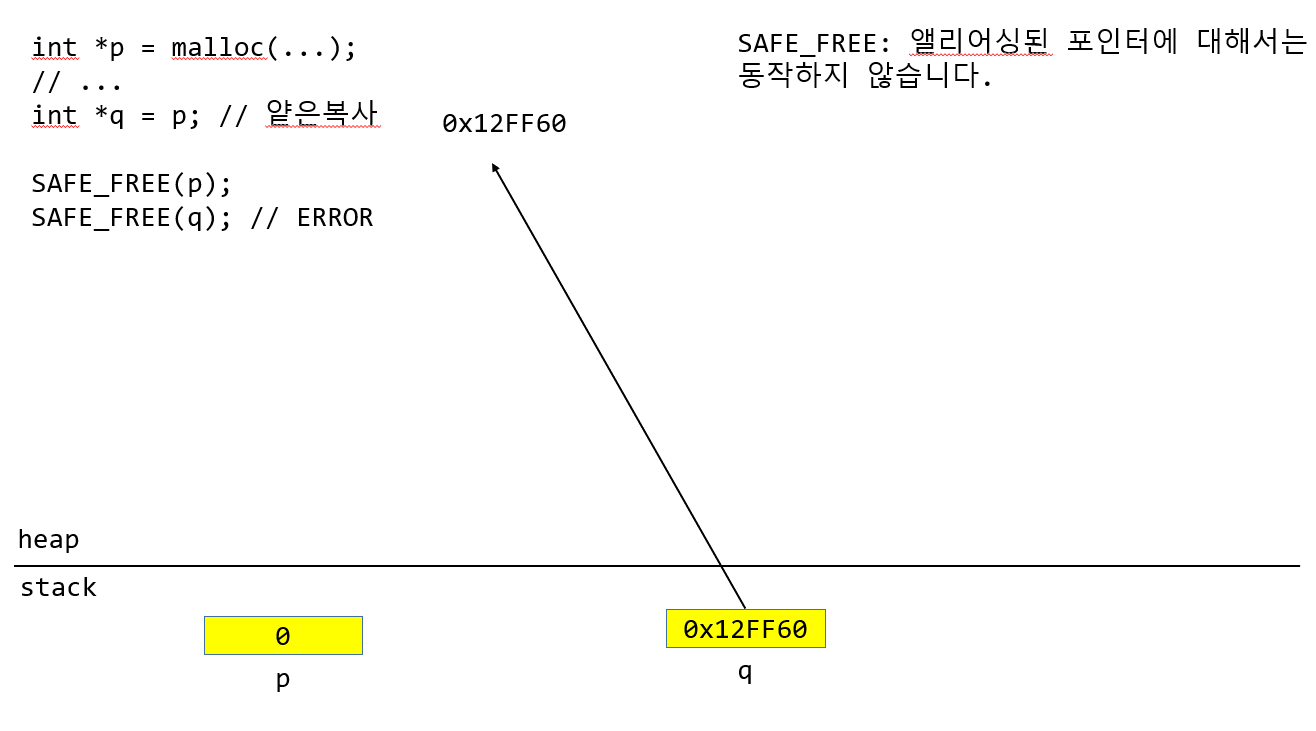 int *p = malloc(...);
// ...
int *q = p; // 얕은복사
0x12FF60
SAFE_FREE(p);
SAFE_FREE(q); // ERROR
SAFE_FREE: 앨리어싱된 포인터에 대해서는
동작하지 않습니다.
heap
stack
0
p
0x12FF60
q